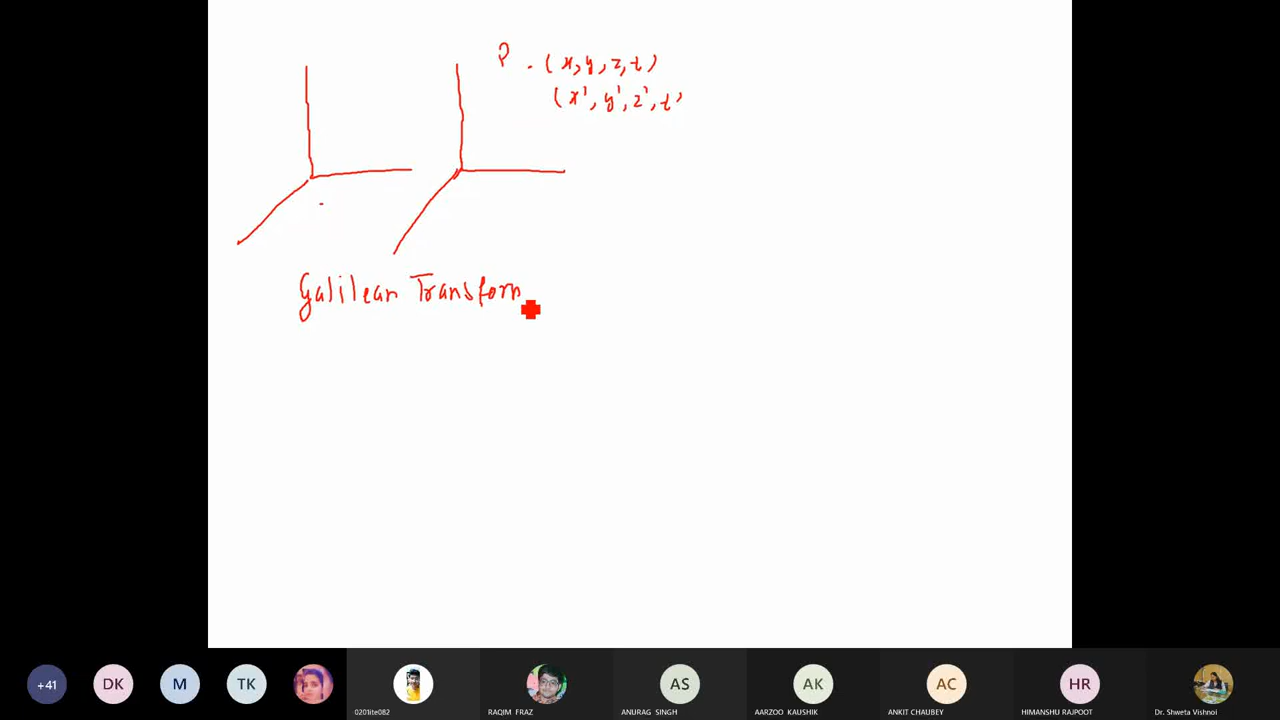 P . (x, y, z, t)
(x', y', z', t'
Galilean Transform
+41
DK
M
TK
AS
AK
AC
HR
0201ite082
RAQIM FRAZ
ANURAG SINGH
AARZOO KAUSHIK
ANKIT CHAUBEY
HIMANSHU RAJPOOT
Dr. Shweta Vishnoi